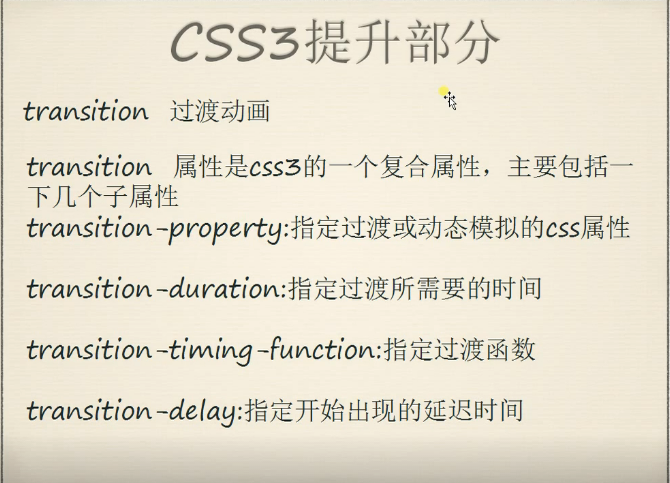 CSS3提升部分
transition 过渡动画
transition 属性是css3的一个复合属性，主要包括一
下几个子属性
transition-property:指定过渡或动态模拟的css属性
transition-duration:指定过渡所需要的时间
transition-timing-function:指定过渡函数
transition-delay:指定开始出现的延迟时间